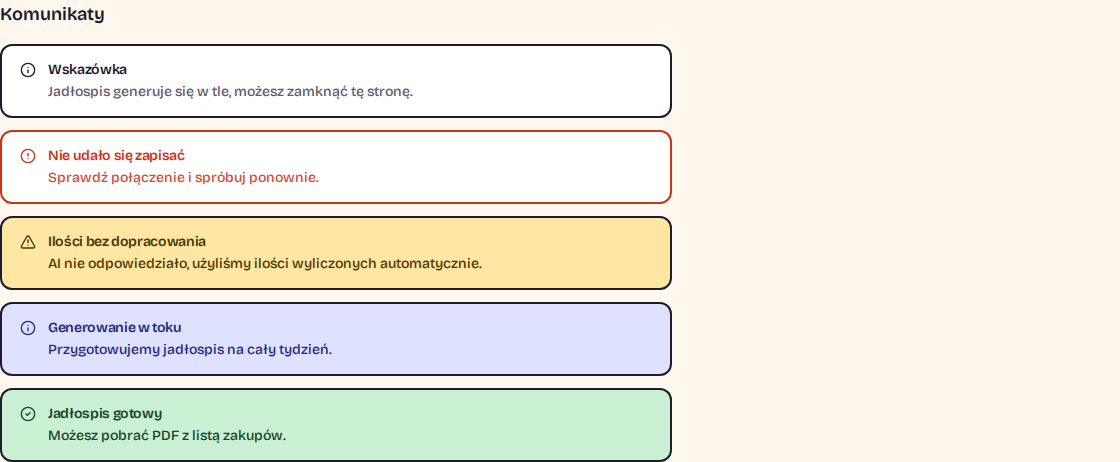 Komunikaty
Wskazówka
Jadłospis generuje się w tle, możesz zamknąć tę stronę.
Nie udało się zapisać
Sprawdź połączenie i spróbuj ponownie.
Ilości bez dopracowania
AI nie odpowiedziało, użyliśmy ilości wyliczonych automatycznie.
Generowanie w toku
Przygotowujemy jadłospis na cały tydzień.
Jadłospis gotowy
Możesz pobrać PDF z listą zakupów.